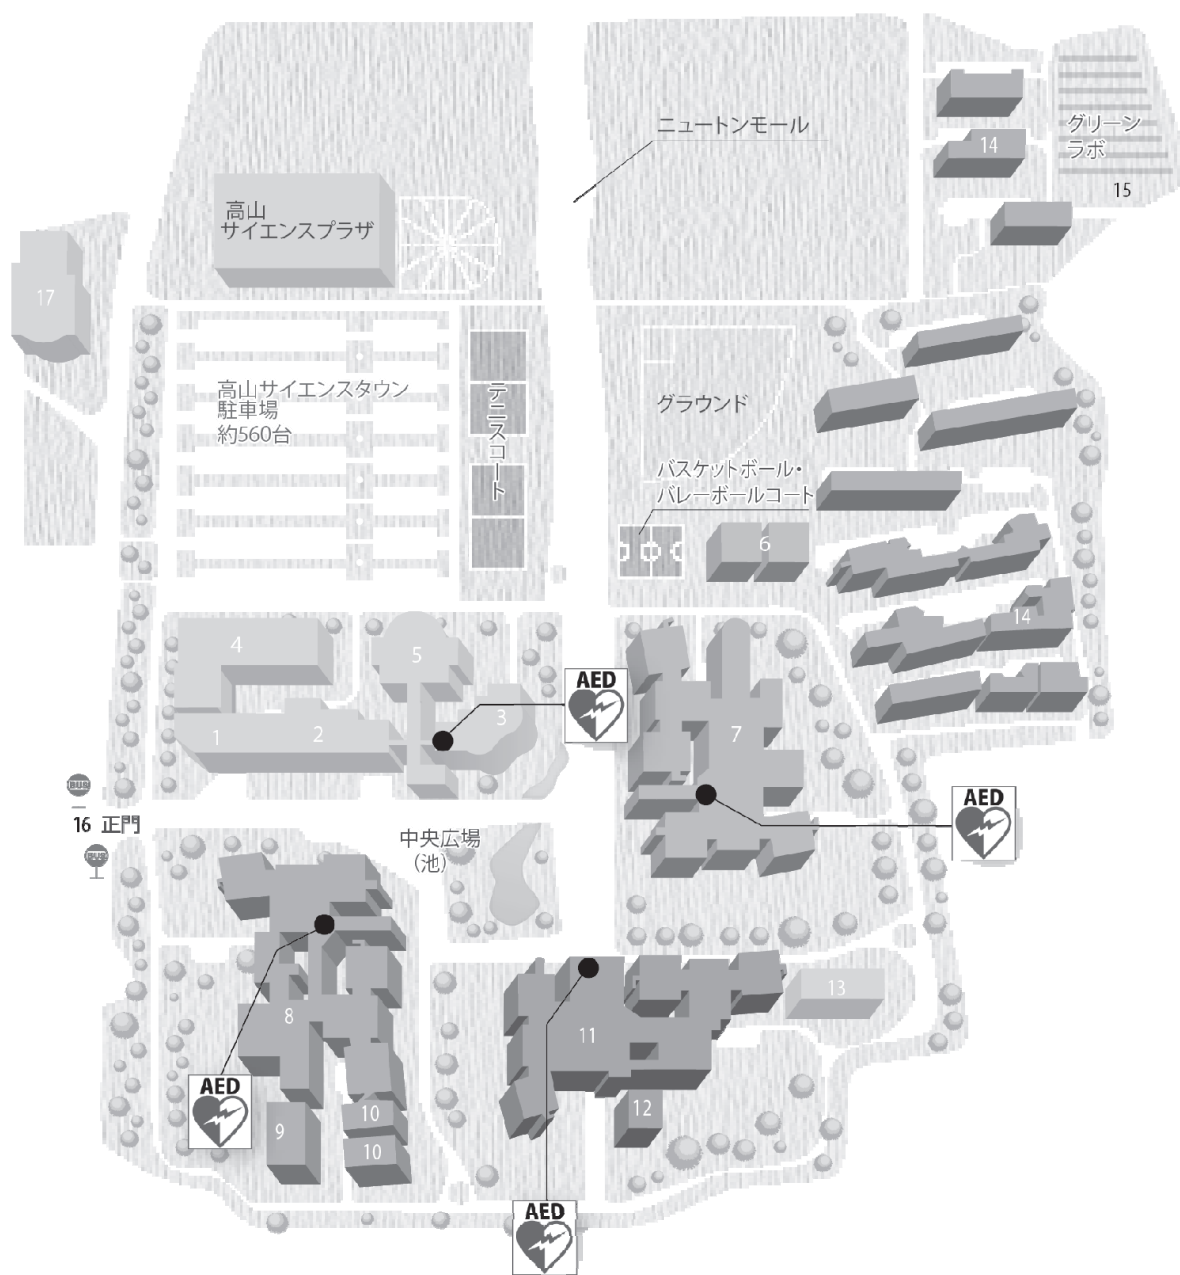 ニュートンモール
グリーン
ラボ
14
15
高山
サイエンスプラザ
17
高山サイエンスタウン
駐車場
約560台
テニスコート
グラウンド
バスケットボール・
バレーボールコート
6
14
4
5
3
AED
1
2
7
BUS
16 正門
BUS
中央広場
(池)
AED
8
11
13
AED
9
10
10
12
AED